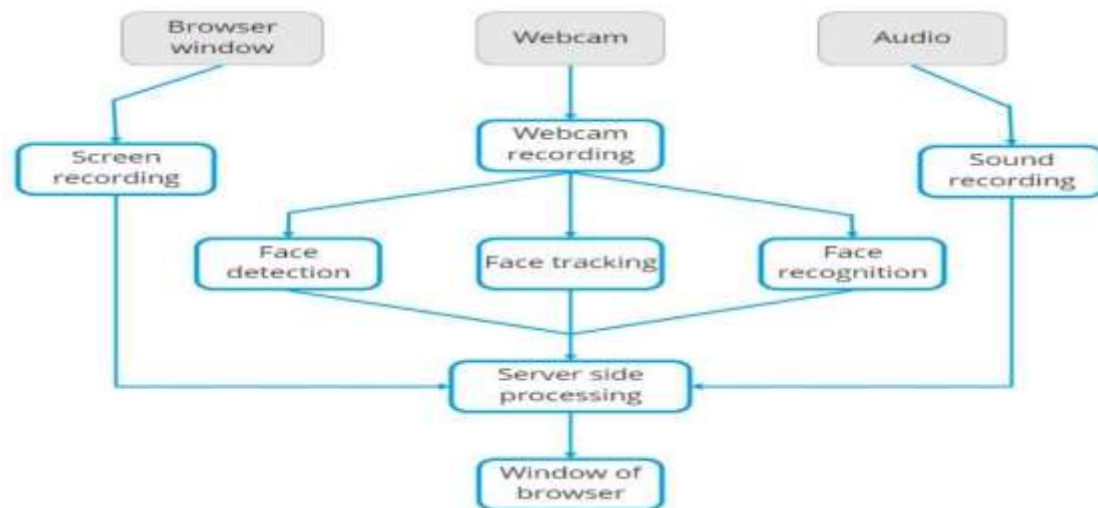 Browser
window
Webcam
Audio
Webcam
recording
Screen
recording
Sound
recording
Face
detection
Face tracking
Face
recognition
Server side
processing
Window of
browser